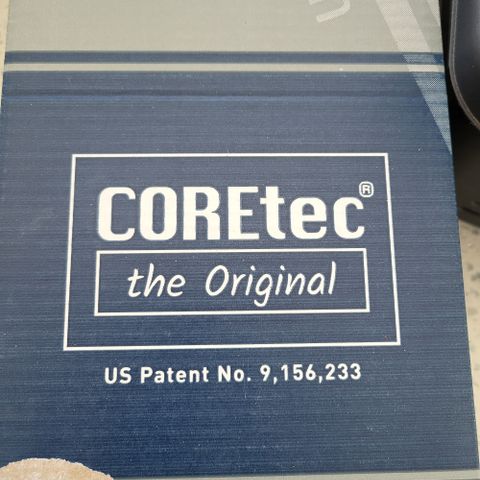 COREtec®
the Original
US Patent No. 9,156,233